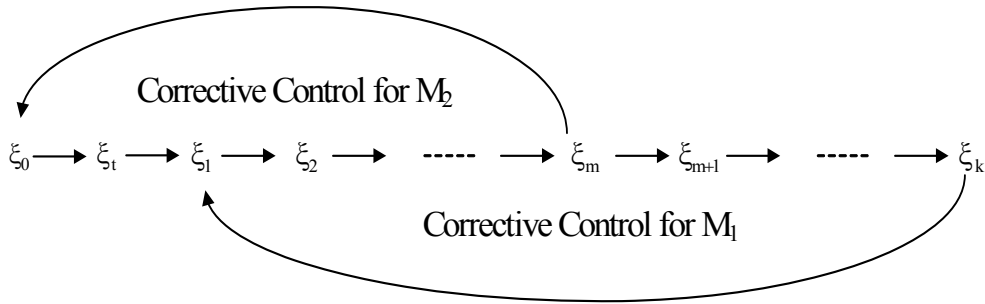 Corrective Control for M₂
ξ₀ ξₜ ξ₁ ξ₂ ξₘ ξₘ₊₁ ξₖ
Corrective Control for M₁